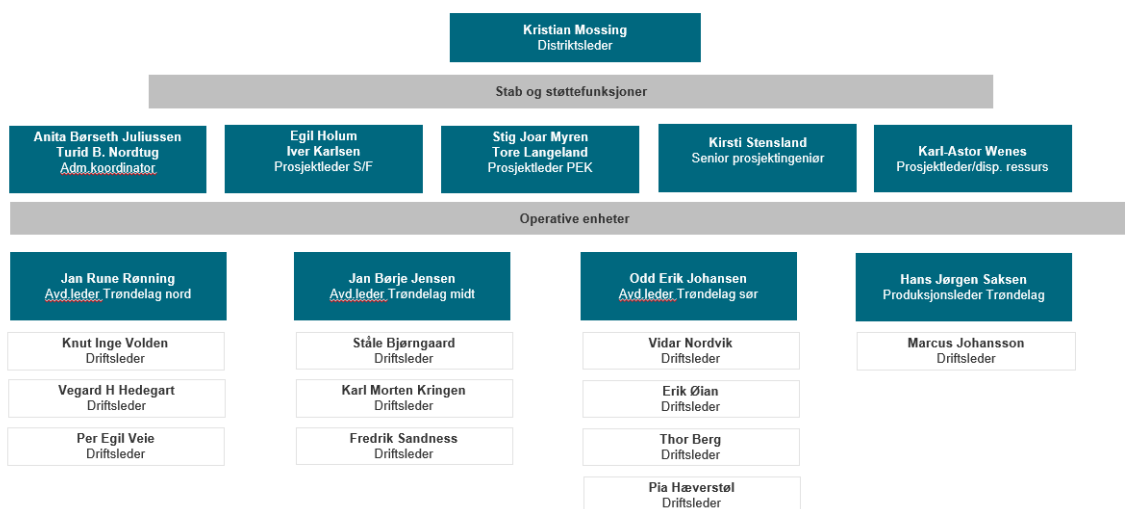 Kristian Mossing
Distriktsleder
Stab og støttefunksjoner
Anita Børseth Juliussen
Turid B. Nordtug
Adm.koordinator
Egil Holum
Iver Karlsen
Prosjektleder S/F
Stig Joar Myren
Tore Langeland
Prosjektleder PEK
Kirsti Stensland
Senior prosjektingeniør
Karl-Astor Wenes
Prosjektleder/disp. ressurs
Operative enheter
Jan Rune Rønning
Avd.leder Trøndelag nord
Jan Børje Jensen
Avd.leder Trøndelag midt
Odd Erik Johansen
Avd.leder Trøndelag sør
Hans Jørgen Saksen
Produksjonsleder Trøndelag
Knut Inge Volden
Driftsleder
Ståle Bjørngaard
Driftsleder
Vidar Nordvik
Driftsleder
Marcus Johansson
Driftsleder
Vegard H Hedegart
Driftsleder
Karl Morten Kringen
Driftsleder
Erik Øian
Driftsleder
Per Egil Veie
Driftsleder
Fredrik Sandness
Driftsleder
Thor Berg
Driftsleder
Pia Hæverstøl
Driftsleder